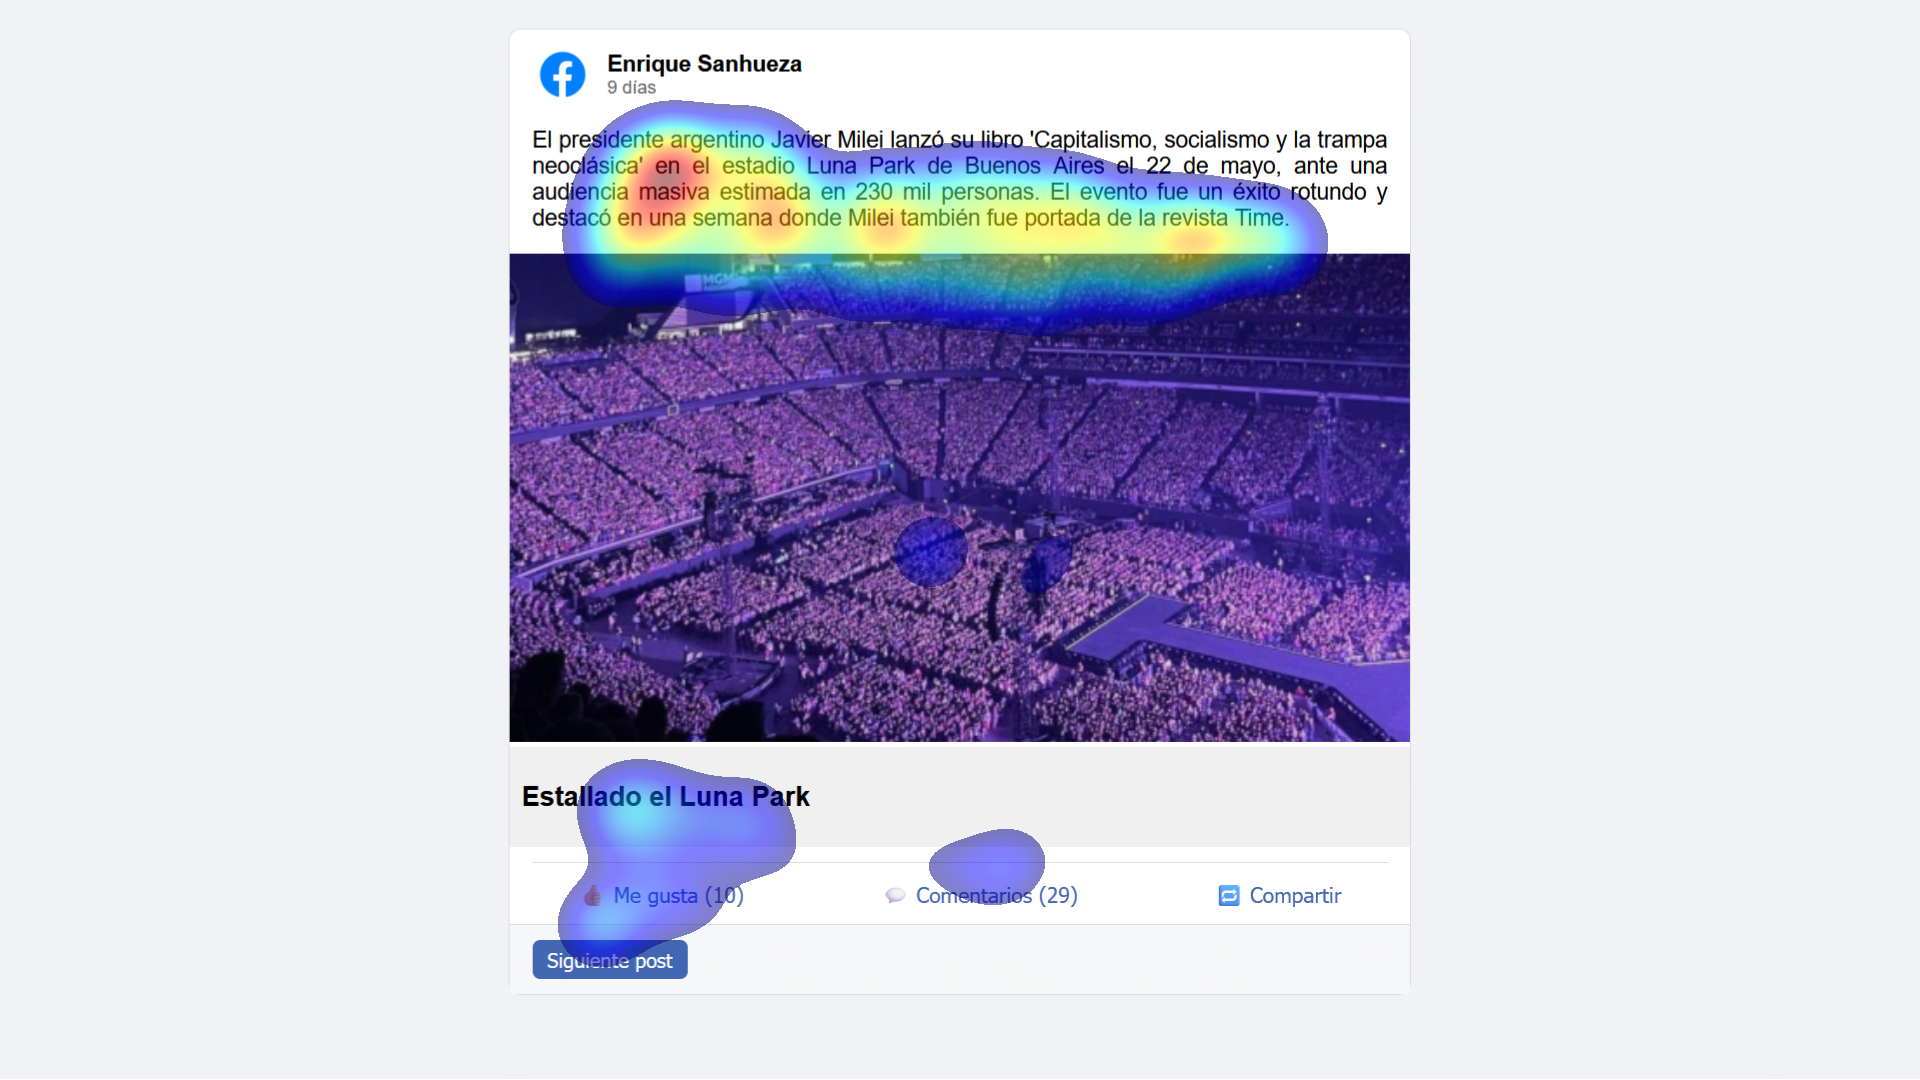 Enrique Sanhueza
9 días
El presidente argentino Javier Milei lanzó su libro 'Capitalismo, socialismo y la trampa
neoclásica' en el estadio Luna Park de Buenos Aires el 22 de mayo, ante una
audiencia masiva estimada en 230 mil personas. El evento fue un éxito rotundo y
destacó en una semana donde Milei también fue portada de la revista Time.
MGM
Estallado el Luna Park
Me gusta (10)
Comentarios (29)
Compartir
Siguiente post